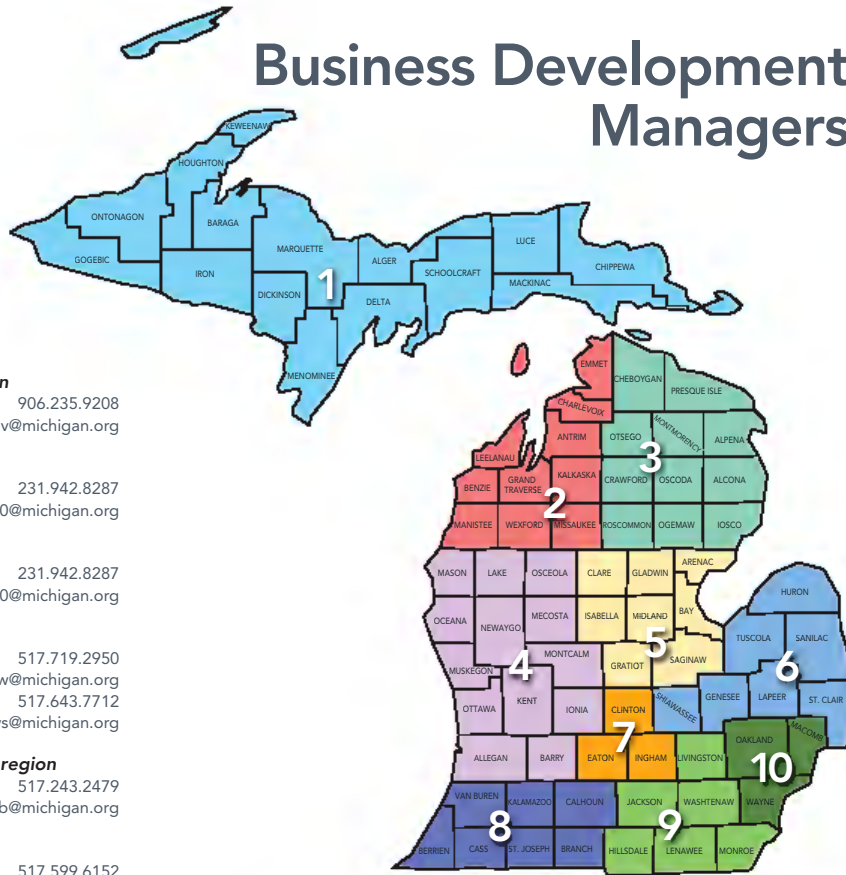 Business Development
Managers
KEWEENAW
HOUGHTON
ONTONAGON
BARAGA
GOGEBIC
IRON
MARQUETTE
DICKINSON
1
ALGER
DELTA
SCHOOLCRAFT
LUCE
MACKINAC
CHIPPEWA
MENOMINEE
n
906.235.9208
v@michigan.org
231.942.8287
0@michigan.org
231.942.8287
0@michigan.org
517.719.2950
w@michigan.org
517.643.7712
vs@michigan.org
region
517.243.2479
b@michigan.org
517.599.6152
EMMET
CHARLEVOIX
ANTRIM
LEELANAU
BENZIE
GRAND
TRAVERSE
KALKASKA
2
MANISTEE
WEXFORD
MISSAUKEE
CHEBOYGAN
PRESQUE ISLE
OTSEGO
MONTMORENCY
ALPENA
3
CRAWFORD
OSCODA
ALCONA
ROSCOMMON
OGEMAW
IOSCO
MASON
LAKE
OSCEOLA
OCEANA
NEWAYGO
MECOSTA
4
MONTCALM
MUSKEGON
OTTAWA
KENT
IONIA
ALLEGAN
BARRY
CLARE
GLADWIN
ARENAC
ISABELLA
MIDLAND
BAY
5
GRATIOT
SAGINAW
HURON
TUSCOLA
SANILAC
6
SHIAWASSEE
GENESEE
LAPEER
ST. CLAIR
CLINTON
7
EATON
INGHAM
VAN BUREN
KALAMAZOO
CALHOUN
8
BERRIEN
CASS
ST. JOSEPH
BRANCH
LIVINGSTON
JACKSON
WASHTENAW
9
HILLSDALE
LENAWEE
MONROE
OAKLAND
MACOMB
10
WAYNE